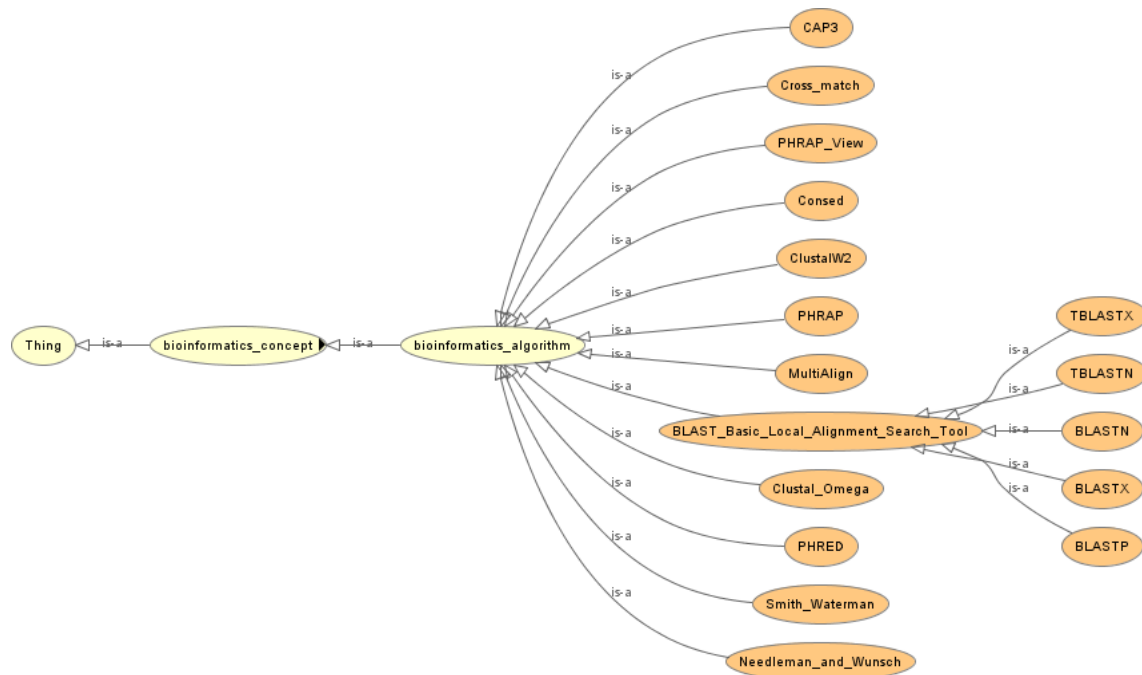 CAP3
is-a
Cross_match
is-a
PHRAP_View
is-a
Consed
is-a
ClustalW2
is-a
PHRAP
is-a
MultiAlign
is-a
Thing
is-a
bioinformatics_concept
is-a
bioinformatics_algorithm
BLAST_Basic_Local_Alignment_Search_Tool
is-a
TBLASTX
is-a
TBLASTN
is-a
BLASTN
is-a
BLASTX
is-a
BLASTP
is-a
Clustal_Omega
is-a
PHRED
is-a
Smith_Waterman
is-a
Needleman_and_Wunsch
is-a